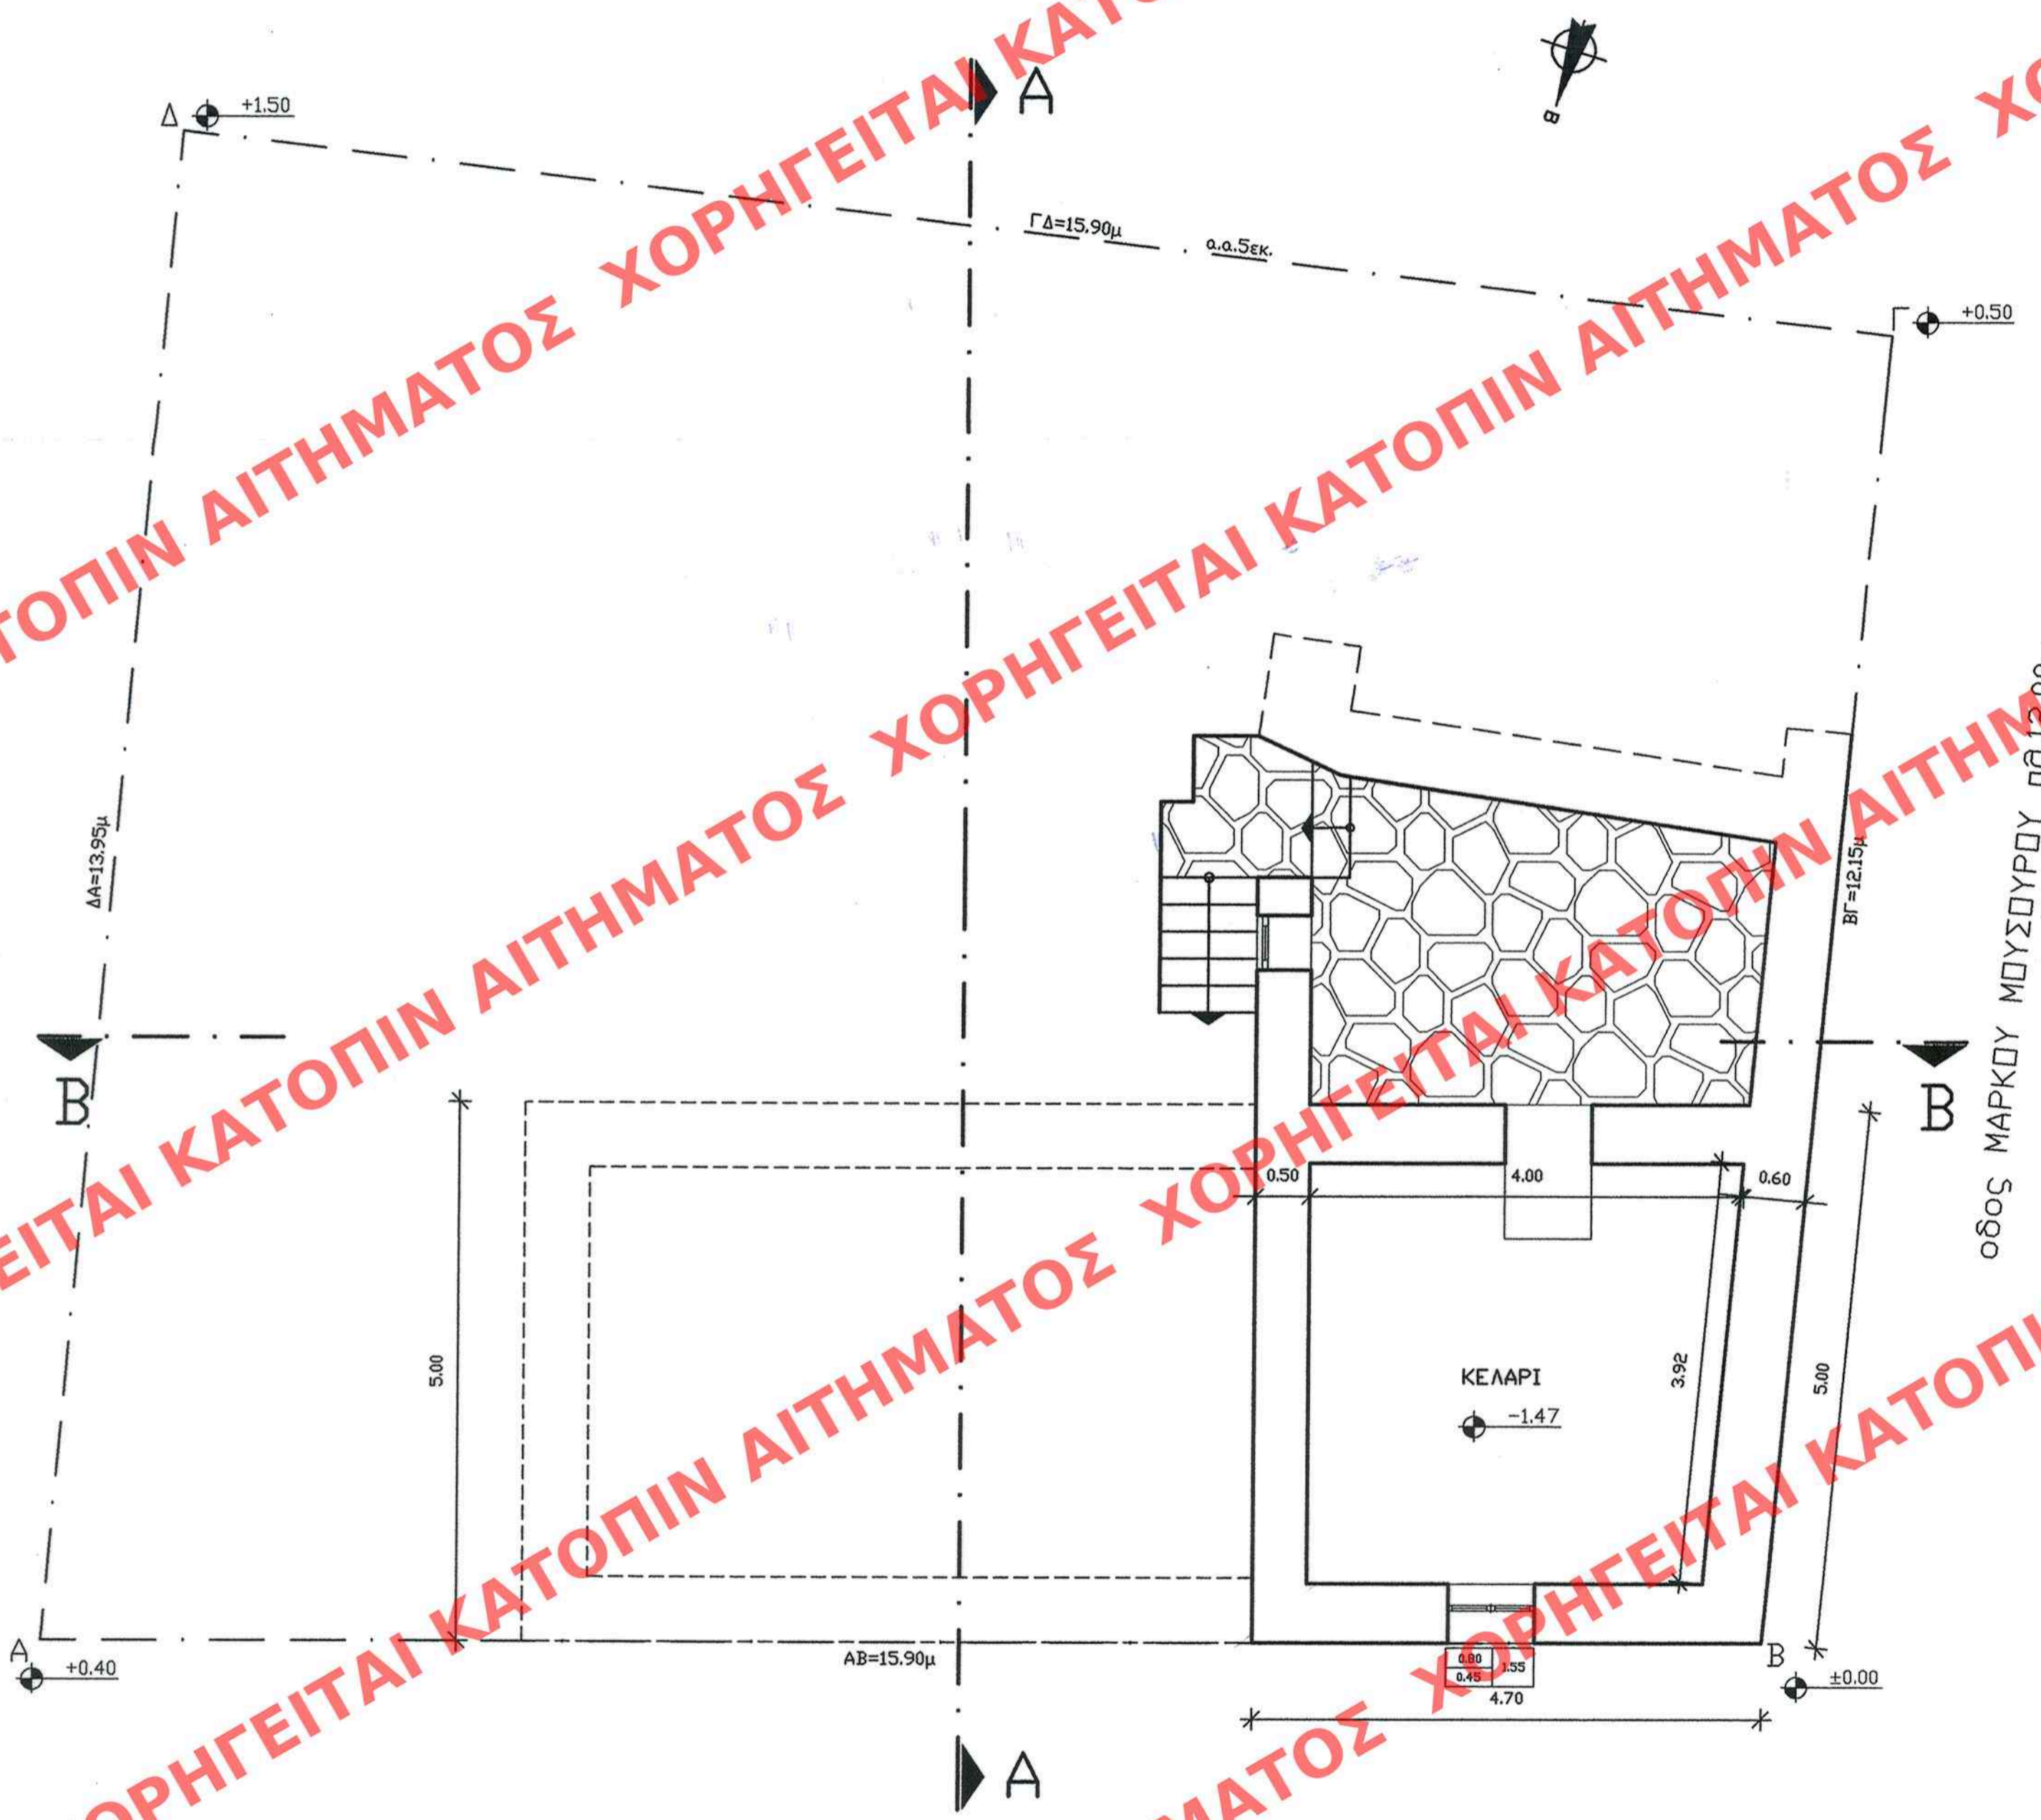 ΧΟΡΗΓΕΙΤΑΙ ΚΑΤΟΠΙΝ ΑΙΤΗΜΑΤΟΣ
Α
Δ
+1.50
Β
ΓΔ=15.90μ
α.α.5εκ.
Γ
+0.50
ΧΟΡΗΓΕΙΤΑΙ ΚΑΤΟΠΙΝ ΑΙΤΗΜΑΤΟΣ
ΔΑ=13.95μ
ΒΓ=12.15μ
οδος ΜΑΡΚΟΥ ΜΟΥΣΟΥΡΟΥ
Β
Β
ΧΟΡΗΓΕΙΤΑΙ ΚΑΤΟΠΙΝ ΑΙΤΗΜΑΤΟΣ
0.50
4.00
0.60
5.00
ΚΕΛΑΡΙ
-1.47
3.92
5.00
ΧΟΡΗΓΕΙΤΑΙ ΚΑΤΟΠΙΝ ΑΙΤΗΜΑΤΟΣ
Α
+0.40
ΑΒ=15.90μ
0.80
1.55
0.45
4.70
Β
±0.00
ΧΟΡΗΓΕΙΤΑΙ ΚΑΤΟΠΙΝ
Α